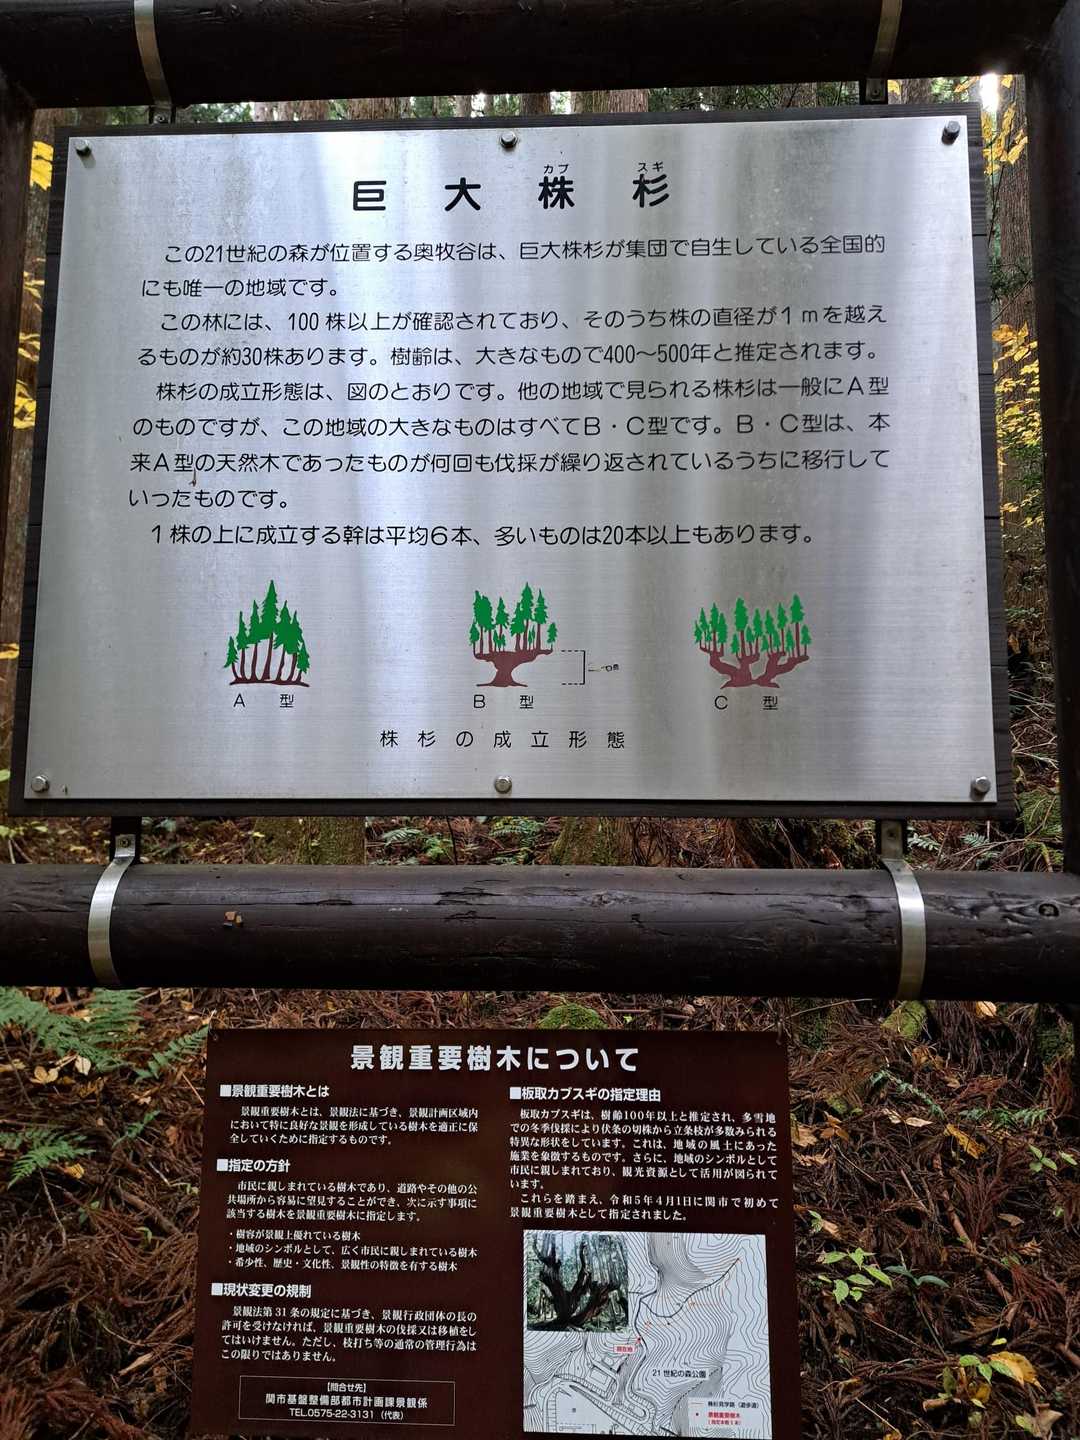 カブ スギ
巨大株杉
この21世紀の森が位置する奥牧谷は、巨大株杉が集団で自生している全国的
にも唯一の地域です。
この林には、100株以上が確認されており、そのうち株の直径が1mを越え
るものが約30株あります。樹齢は、大きなもので400～500年と推定されます。
株杉の成立形態は、図のとおりです。他の地域で見られる株杉は一般にA型
のものですが、この地域の大きなものはすべてB・C型です。B・C型は、本
来A型の天然木であったものが何回も伐採が繰り返されているうちに移行して
いったものです。
1株の上に成立する幹は平均6本、多いものは20本以上もあります。
A型
B型
C型
株杉の成立形態
景観重要樹木について
■景観重要樹木とは
景観重要樹木とは、景観法に基づき、景観計画区域内
において特に良好な景観を形成している樹木を適正に保
全していくために指定するものです。
■指定の方針
市民に親しまれている樹木であり、道路やその他の公
共場所から容易に望見することができ、次に示す事項に
該当する樹木を景観重要樹木に指定します。
・樹容が景観上優れている樹木
・地域のシンボルとして、広く市民に親しまれている樹木
・希少性、歴史・文化性、景観性の特徴を有する樹木
■現状変更の規制
景観法第31条の規定に基づき、景観行政団体の長の
許可を受けなければ、景観重要樹木の伐採又は移植をし
てはいけません。ただし、枝打ち等の通常の管理行為は
この限りではありません。
【問合せ先】
関市基盤整備部都市計画課景観係
TEL.0575-22-3131（代表）
■板取カブスギの指定理由
板取カブスギは、樹齢100年以上と推定され、多雪地
での冬季伐採により伏条の切株から立条枝が多数みられる
特異な形状をしています。これは、地域の風土にあった
施業を象徴するものです。さらに、地域のシンボルとして
市民に親しまれており、観光資源として活用が図られて
います。
これらを踏まえ、令和5年4月1日に関市で初めて
景観重要樹木として指定されました。
現在地
21世紀の森公園
株杉見学路（遊歩道）
景観重要樹木